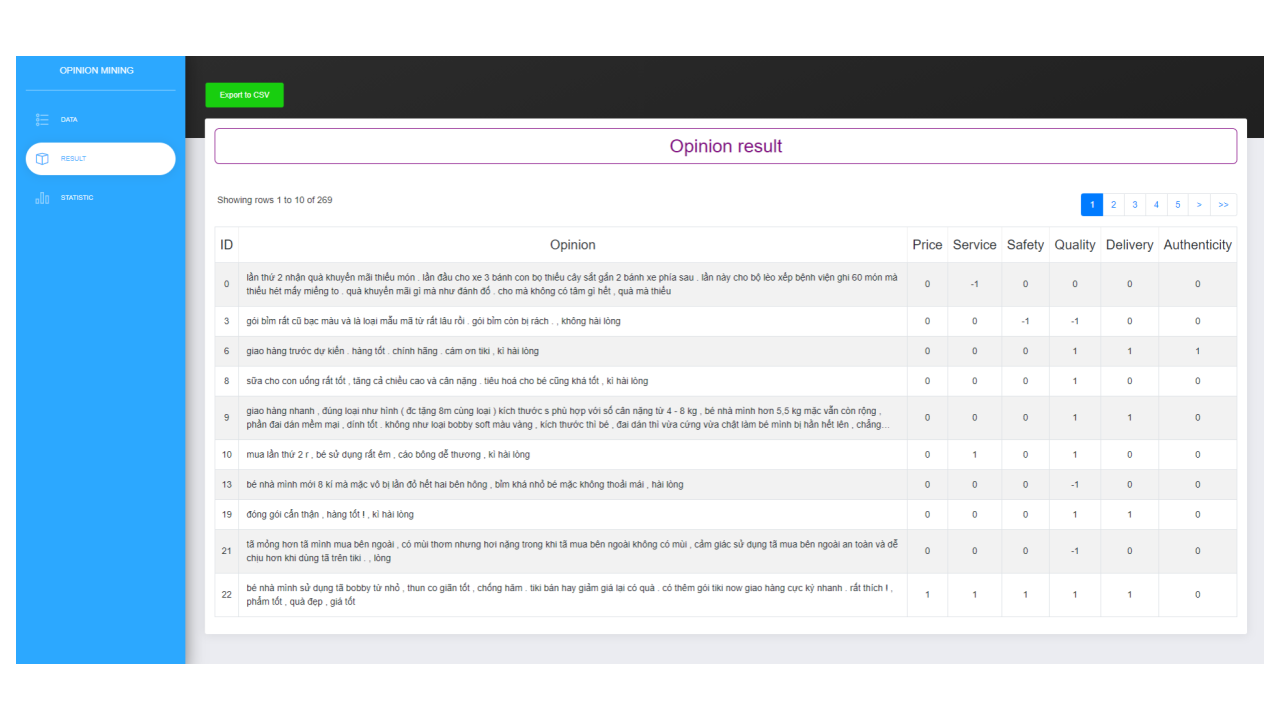 OPINION MINING
DATA
RESULT
STATISTIC
Export to CSV
Opinion result
Showing rows 1 to 10 of 269
1 2 3 4 5 > >>
ID Opinion Price Service Safety Quality Delivery Authenticity
0 lần thứ 2 nhận quà khuyến mãi thiếu món . lần đầu cho xe 3 bánh con bọ thiếu cây sắt gắn 2 bánh xe phía sau . lần này cho bộ lèo xếp bệnh viện ghi 60 món mà 0 -1 0 0 0 0
thiếu hết mấy miếng to . quà khuyến mãi gì mà như đánh đố . cho mà không có tâm gì hết , quà mà thiếu
3 gói bỉm rất cũ bạc màu và là loại mẫu mã từ rất lâu rồi . gói bỉm còn bị rách . , không hài lòng 0 0 -1 -1 0 0
6 giao hàng trước dự kiến . hàng tốt . chính hãng . cám ơn tiki , kì hài lòng 0 0 0 1 1 1
8 sữa cho con uống rất tốt , tăng cả chiều cao và cân nặng . tiêu hoá cho bé cũng khá tốt , kì hài lòng 0 0 0 1 0 0
9 giao hàng nhanh , đúng loại như hình ( đc tặng 8m cùng loại ) kích thước s phù hợp với số cân nặng từ 4 - 8 kg , bé nhà mình hơn 5,5 kg mặc vẫn còn rộng , 0 0 0 1 1 0
phần đai dán mềm mại , dính tốt . không như loại bobby soft màu vàng , kích thước thì bé , đai dán thì vừa cứng vừa chật làm bé mình bị hằn hết lên , chẳng...
10 mua lần thứ 2 r , bé sử dụng rất êm , cáo bông dễ thương , kì hài lòng 0 1 0 1 0 0
13 bé nhà mình mới 8 kí mà mặc vô bị lằn đỏ hết hai bên hông , bỉm khá nhỏ bé mặc không thoải mái , hài lòng 0 0 0 -1 0 0
19 đóng gói cẩn thận , hàng tốt ! , kì hài lòng 0 0 0 1 1 0
21 tã mỏng hơn tã mình mua bên ngoài , có mùi thơm nhưng hơi nặng trong khi tã mua bên ngoài không có mùi , cảm giác sử dụng tã mua bên ngoài an toàn và dễ 0 0 0 -1 0 0
chịu hơn khi dùng tã trên tiki . , lòng
22 bé nhà mình sử dụng tã bobby từ nhỏ , thun co giãn tốt , chống hăm . tiki bán hay giảm giá lại có quà . có thêm gói tiki now giao hàng cực kỳ nhanh . rất thích ! , 1 1 1 1 1 0
phẩm tốt , quà đẹp , giá tốt